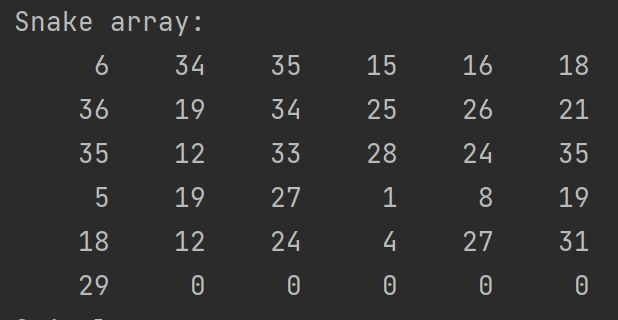 Snake array:
6 34 35 15 16 18
36 19 34 25 26 21
35 12 33 28 24 35
5 19 27 1 8 19
18 12 24 4 27 31
29 0 0 0 0 0